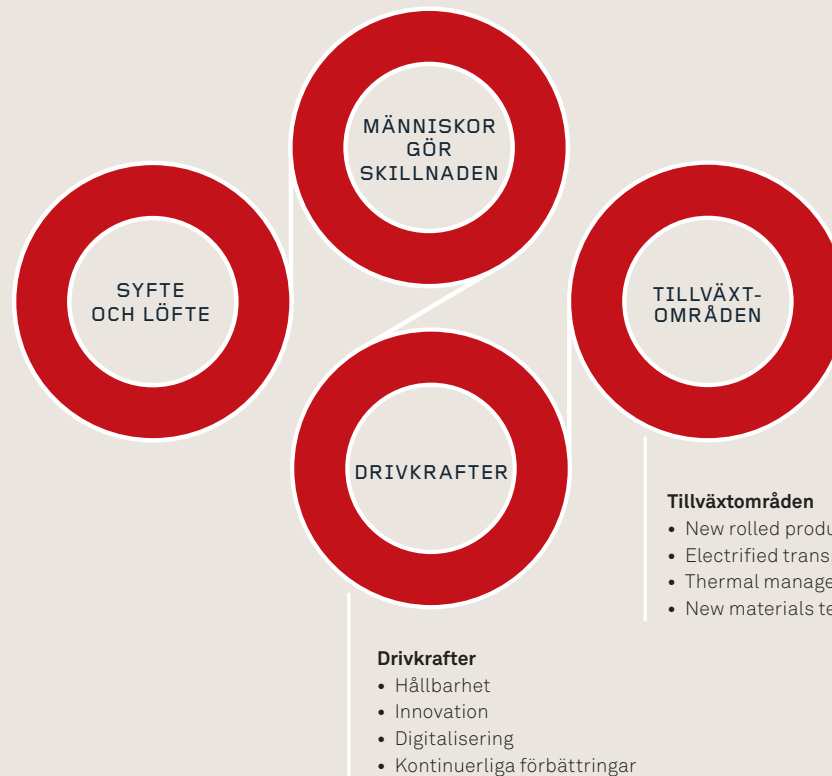 MÄNNISKOR
GÖR
SKILLNADEN
SYFTE
OCH LÖFTE
TILLVÄXT-
OMRÅDEN
DRIVKRAFTER
Tillväxtområden
• New rolled
• Electrified
• Thermal
• New materials
Drivkrafter
• Hållbarhet
• Innovation
• Digitalisering
• Kontinuerliga förbättringar